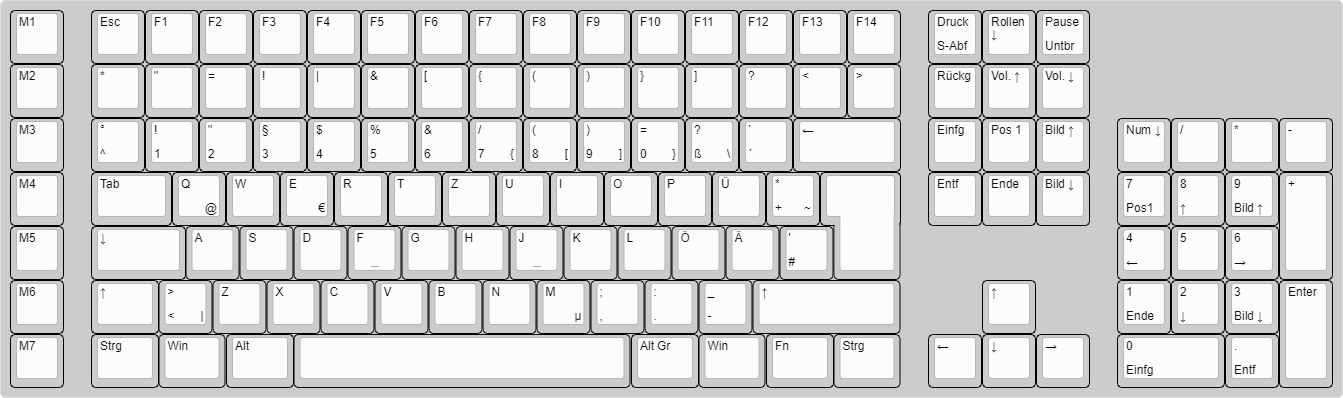 M1 Esc F1 F2 F3 F4 F5 F6 F7 F8 F9 F10 F11 F12 F13 F14 Druck Rollen Pause
↓
S-Abf Untbr
M2 * " = ! | & [ { ( ) } ] ? < > Rückg Vol. ↑ Vol. ↓
M3 ° ! " § $ % & / ( ) = ? ` ← Einfg Pos 1 Bild ↑ Num ↓ / * -
^ 1 2 3 4 5 6 7 { 8 [ 9 ] 0 } ß \ ´
M4 Tab Q W E R T Z U I O P Ü * Entf Ende Bild ↓ 7 8 9 +
@ € + ~ Pos1 ↑ Bild ↑
M5 ↓ A S D F G H J K L Ö Ä ' 4 5 6
_ _ # ← →
M6 ↑ > Z X C V B N M ; : _ ↑ ↑ 1 2 3 Enter
< | µ , . - Ende ↓ Bild ↓
M7 Strg Win Alt Alt Gr Win Fn Strg ← ↓ → 0 .
Einfg Entf